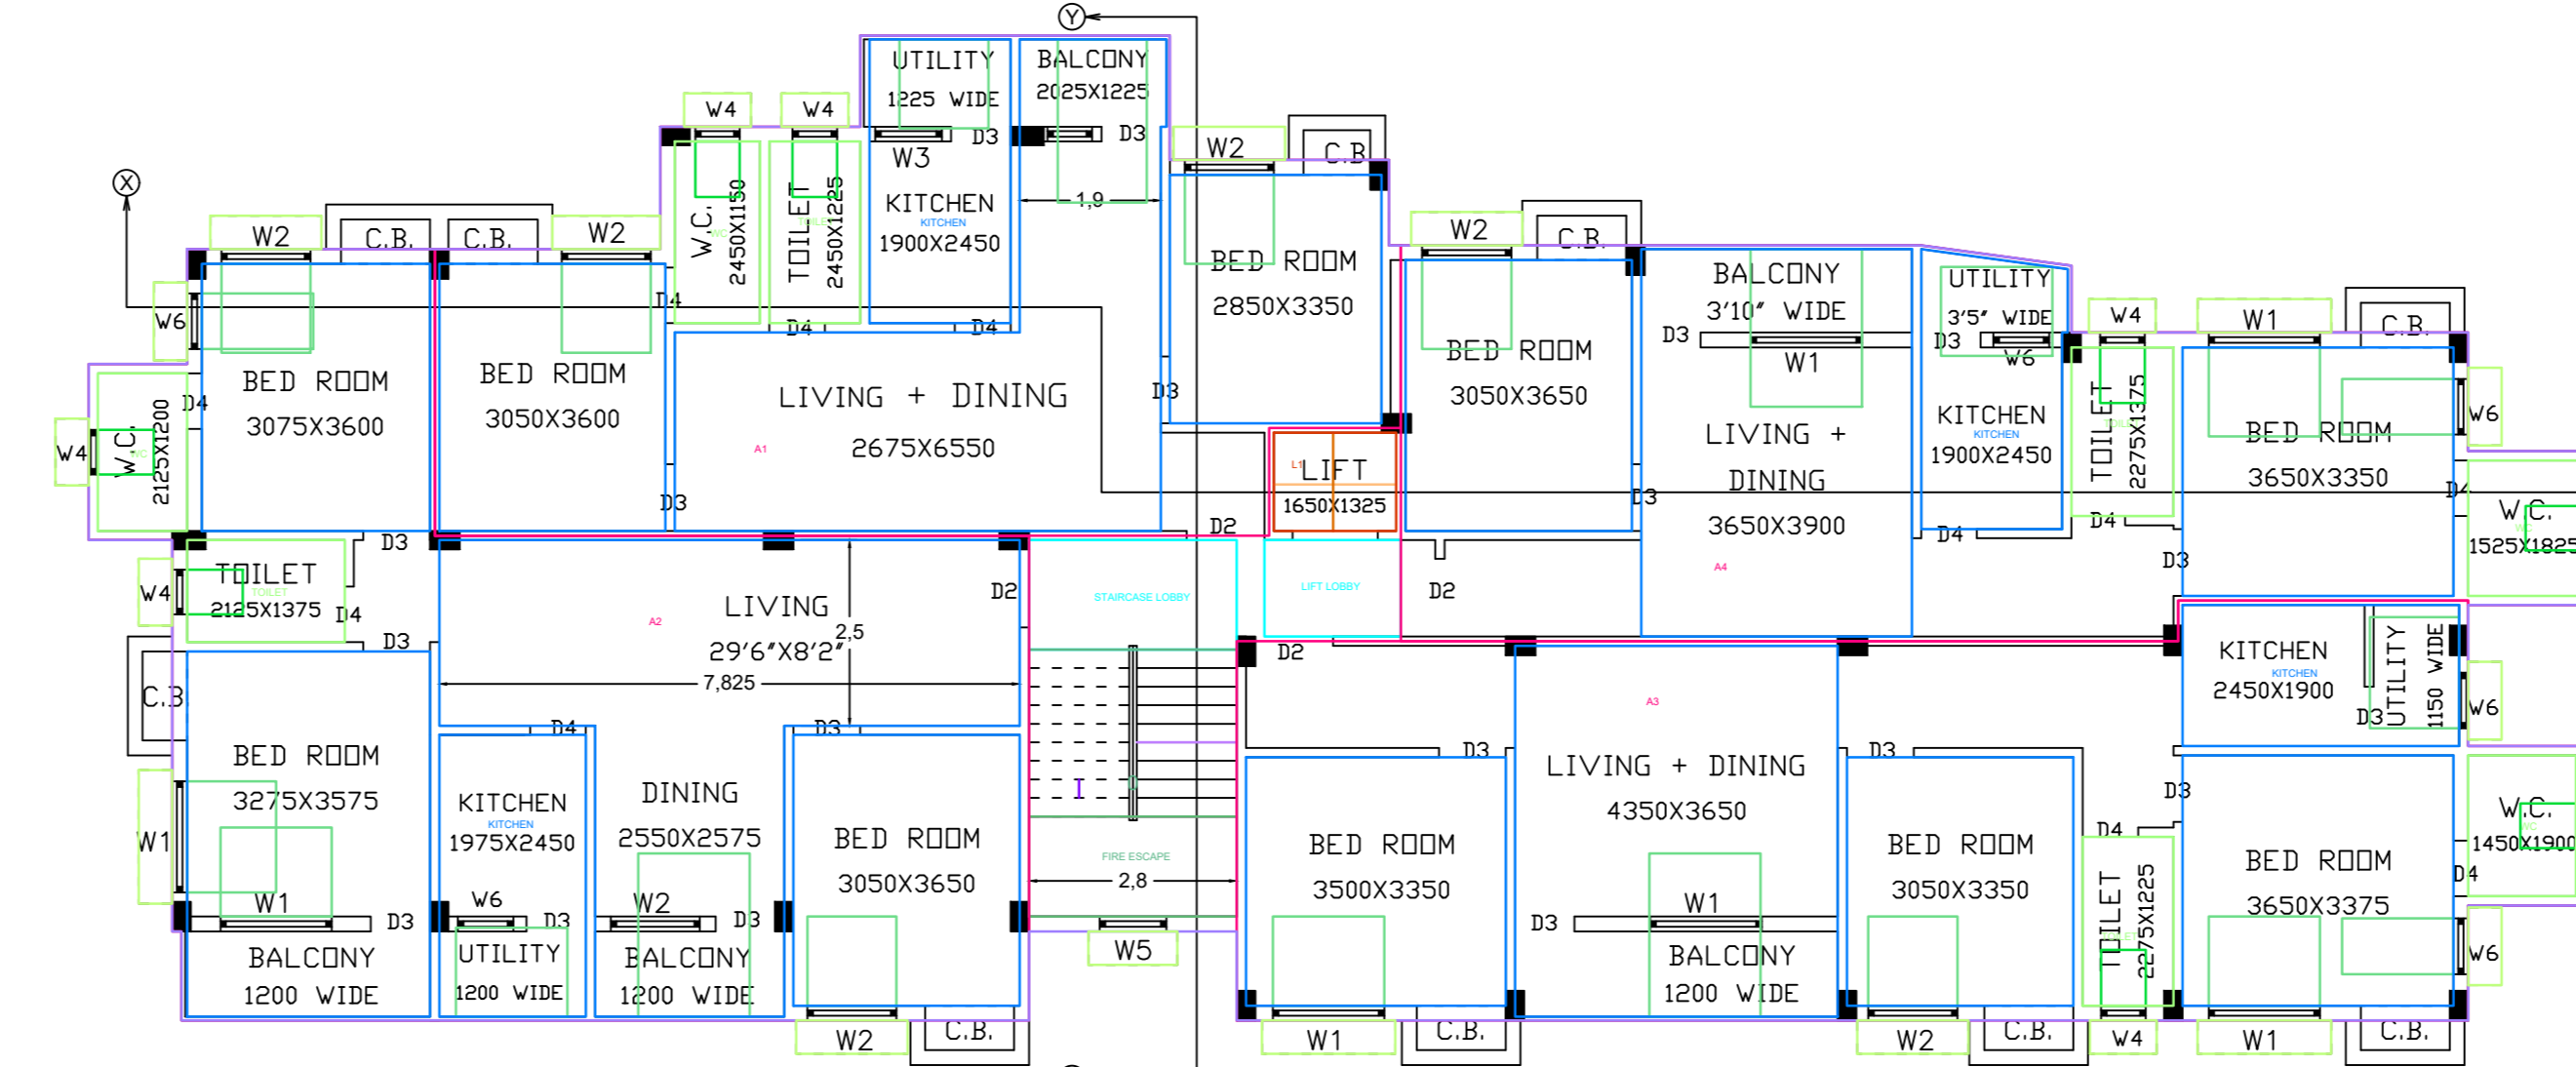 Y
UTILITY
1225 WIDE
BALCONY
2025X1225
W4
W4
D3
D3
W3
W2
C.B
X
W.C.
WC
2450X1150
TOILET
TOILET
2450X1225
KITCHEN
KITCHEN
1900X2450
1,9
W2
C.B.
C.B.
W2
W2
C.B.
BED ROOM
2850X3350
BALCONY
3'10" WIDE
UTILITY
3'5" WIDE
W4
W1
C.B.
D4
D4
D4
W6
D3
W1
D3
W6
BED ROOM
3075X3600
BED ROOM
3050X3600
LIVING + DINING
2675X6550
D3
BED ROOM
3050X3650
TOILET
TOILET
2275X1375
W6
D4
W4
W.C.
WC
2125X1200
A1
LIVING +
DINING
3650X3900
KITCHEN
KITCHEN
1900X2450
BED ROOM
3650X3350
D3
L1
LIFT
1650X1325
D3
D4
W.C.
1525X1825
D2
D4
D4
D3
D3
TOILET
TOILET
2125X1375
W4
D4
D3
D2
STAIRCASE LOBBY
LIFT LOBBY
D2
A4
A2
LIVING
29'6"X8'2"
2,5
7,825
D2
KITCHEN
KITCHEN
2450X1900
UTILITY
1150 WIDE
D3
W6
C.B
A3
D4
D3
D3
D3
BED ROOM
3275X3575
KITCHEN
KITCHEN
1975X2450
DINING
2550X2575
BED ROOM
3050X3650
LIVING + DINING
4350X3650
D3
W.C.
WC
1450X1900
W1
FIRE ESCAPE
2,8
BED ROOM
3500X3350
BED ROOM
3050X3350
D4
BED ROOM
3650X3375
D4
W1
D3
W6
D3
W2
D3
W5
D3
W1
TOILET
2275X1225
W6
BALCONY
1200 WIDE
UTILITY
1200 WIDE
BALCONY
1200 WIDE
BALCONY
1200 WIDE
W2
C.B.
W1
C.B.
W2
C.B.
W4
W1
C.B.